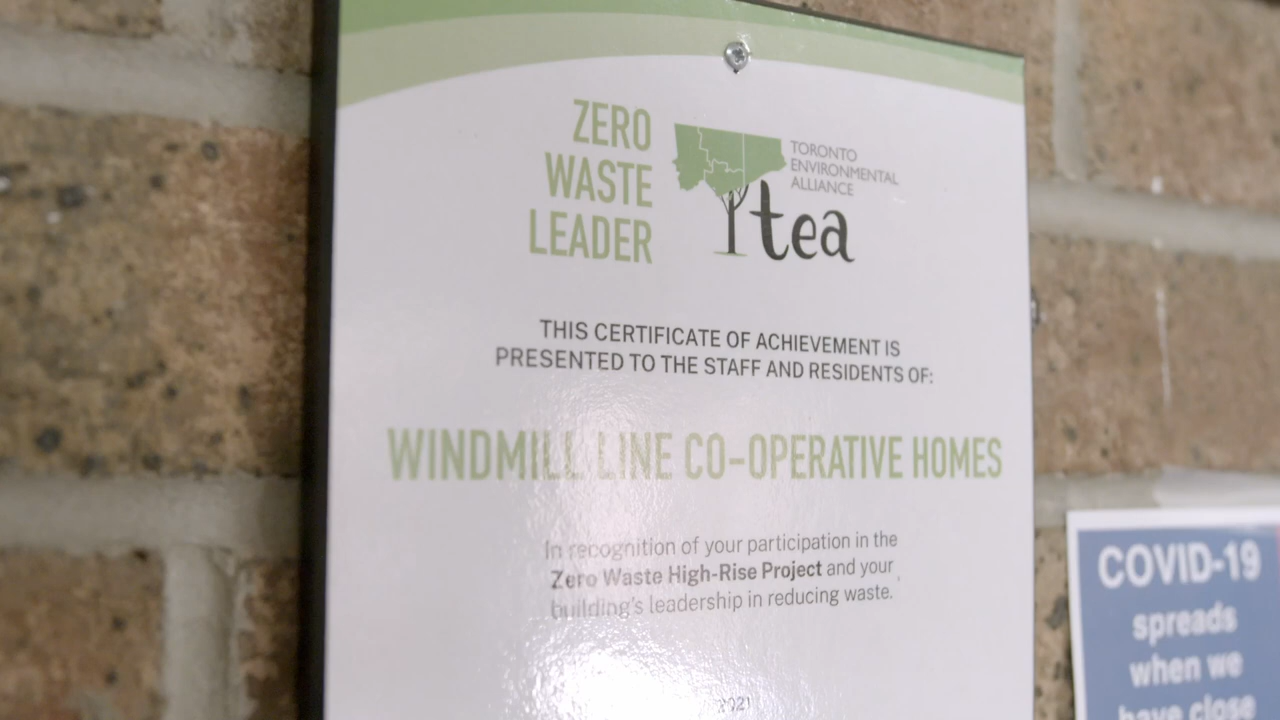 ZERO
WASTE
LEADER
TORONTO
ENVIRONMENTAL
ALLIANCE
tea
THIS CERTIFICATE OF ACHIEVEMENT IS
PRESENTED TO THE STAFF AND RESIDENTS OF:
WINDMILL LINE CO-OPERATIVE HOMES
In recognition of your participation in the
Zero Waste High-Rise Project and your
building's leadership in reducing waste.
2021
COVID-19
spreads
when we
have close